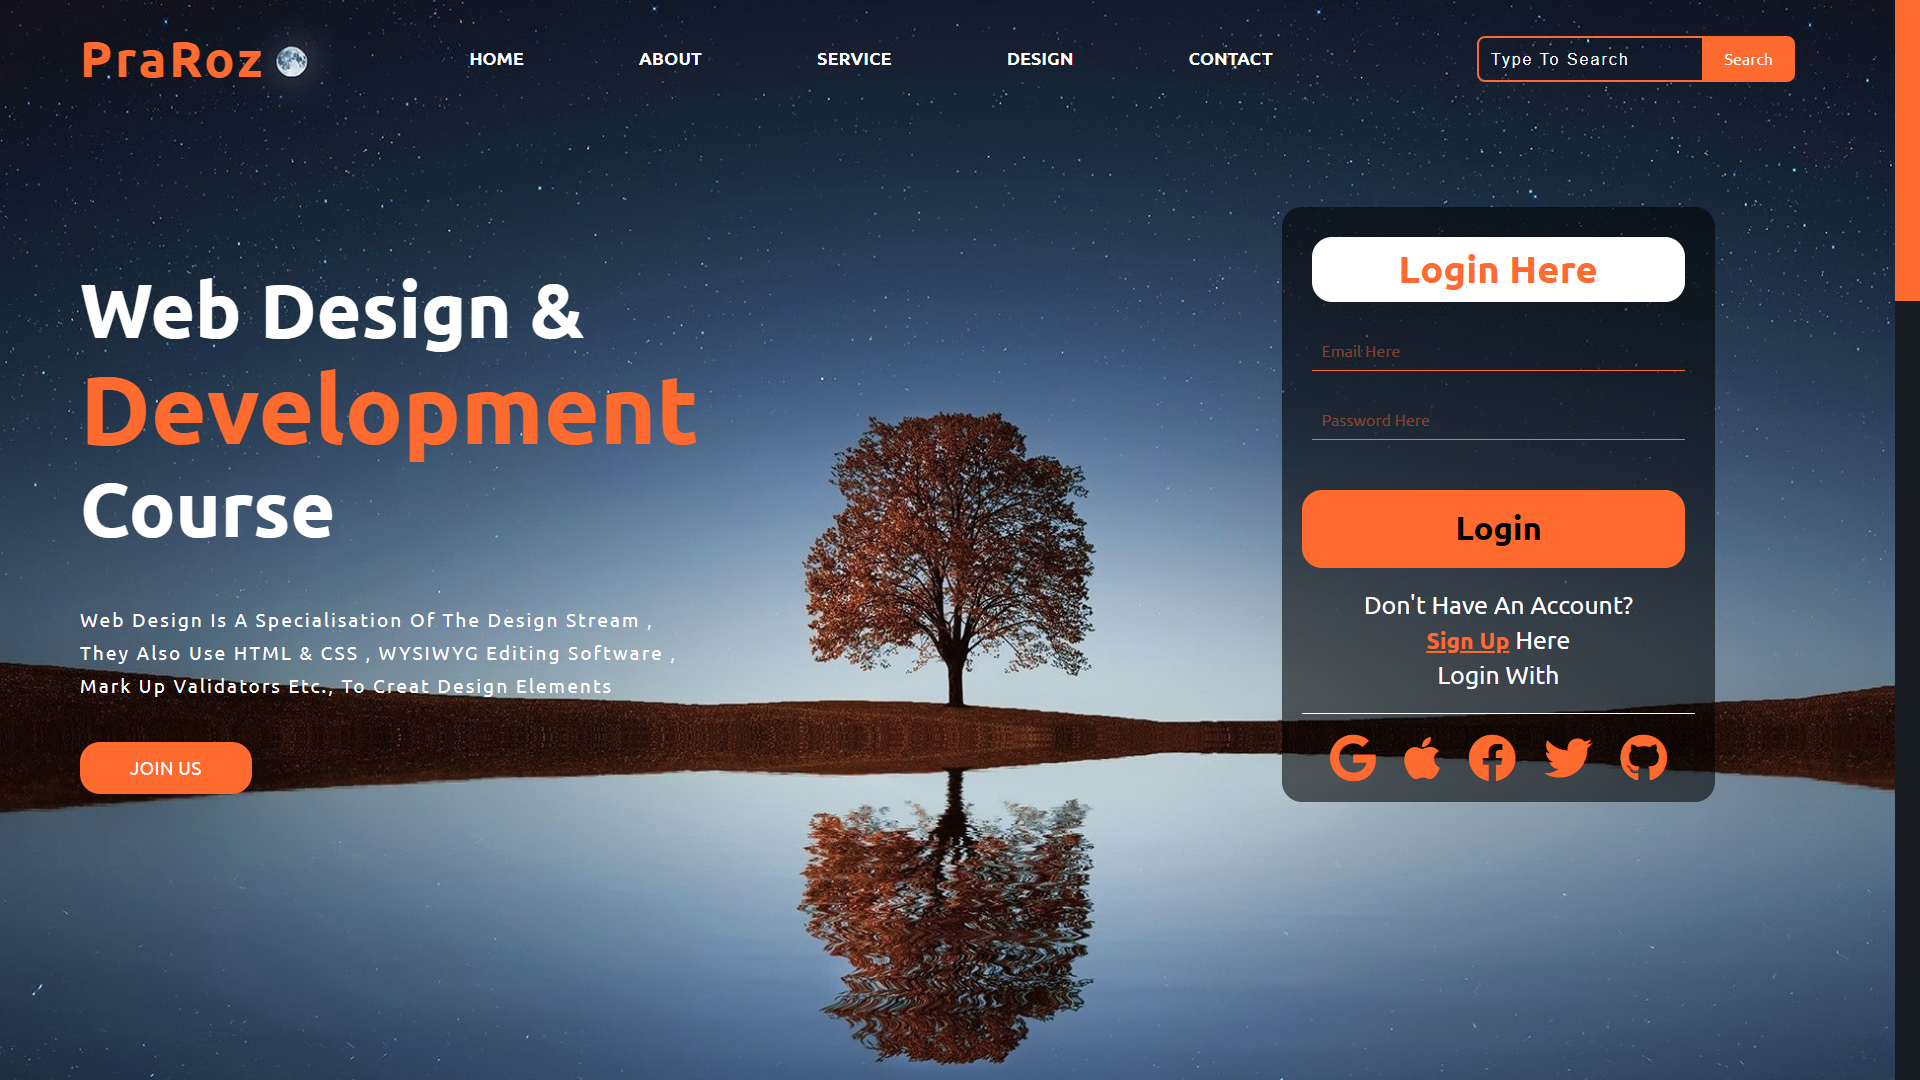 PraRoz
HOME
ABOUT
SERVICE
DESIGN
CONTACT
Type To Search
Search
Web Design &
Development
Course
Web Design Is A Specialisation Of The Design Stream ,
They Also Use HTML & CSS , WYSIWYG Editing Software ,
Mark Up Validators Etc., To Creat Design Elements
JOIN US
Login Here
Email Here
Password Here
Login
Don't Have An Account?
Sign Up Here
Login With